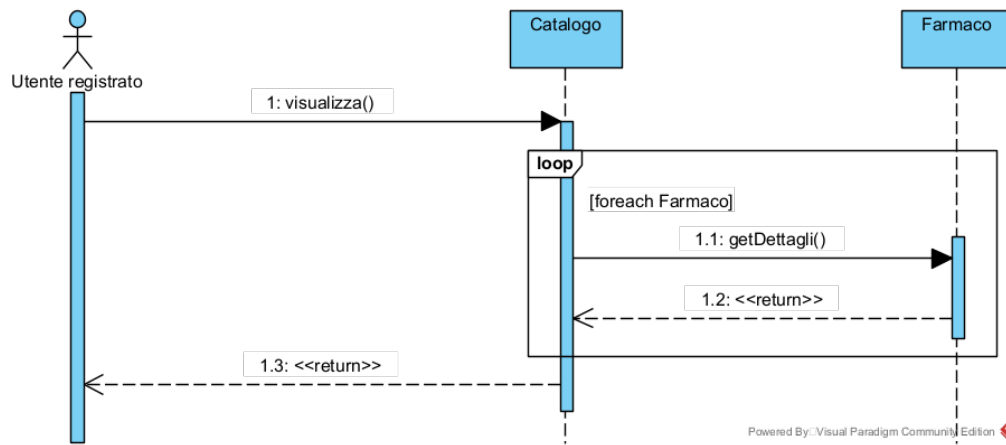 Catalogo
Farmaco
Utente registrato
1: visualizza()
loop
[foreach Farmaco]
1.1: getDettagli()
1.2: <<return>>
1.3: <<return>>
Powered By Visual Paradigm Community Edition